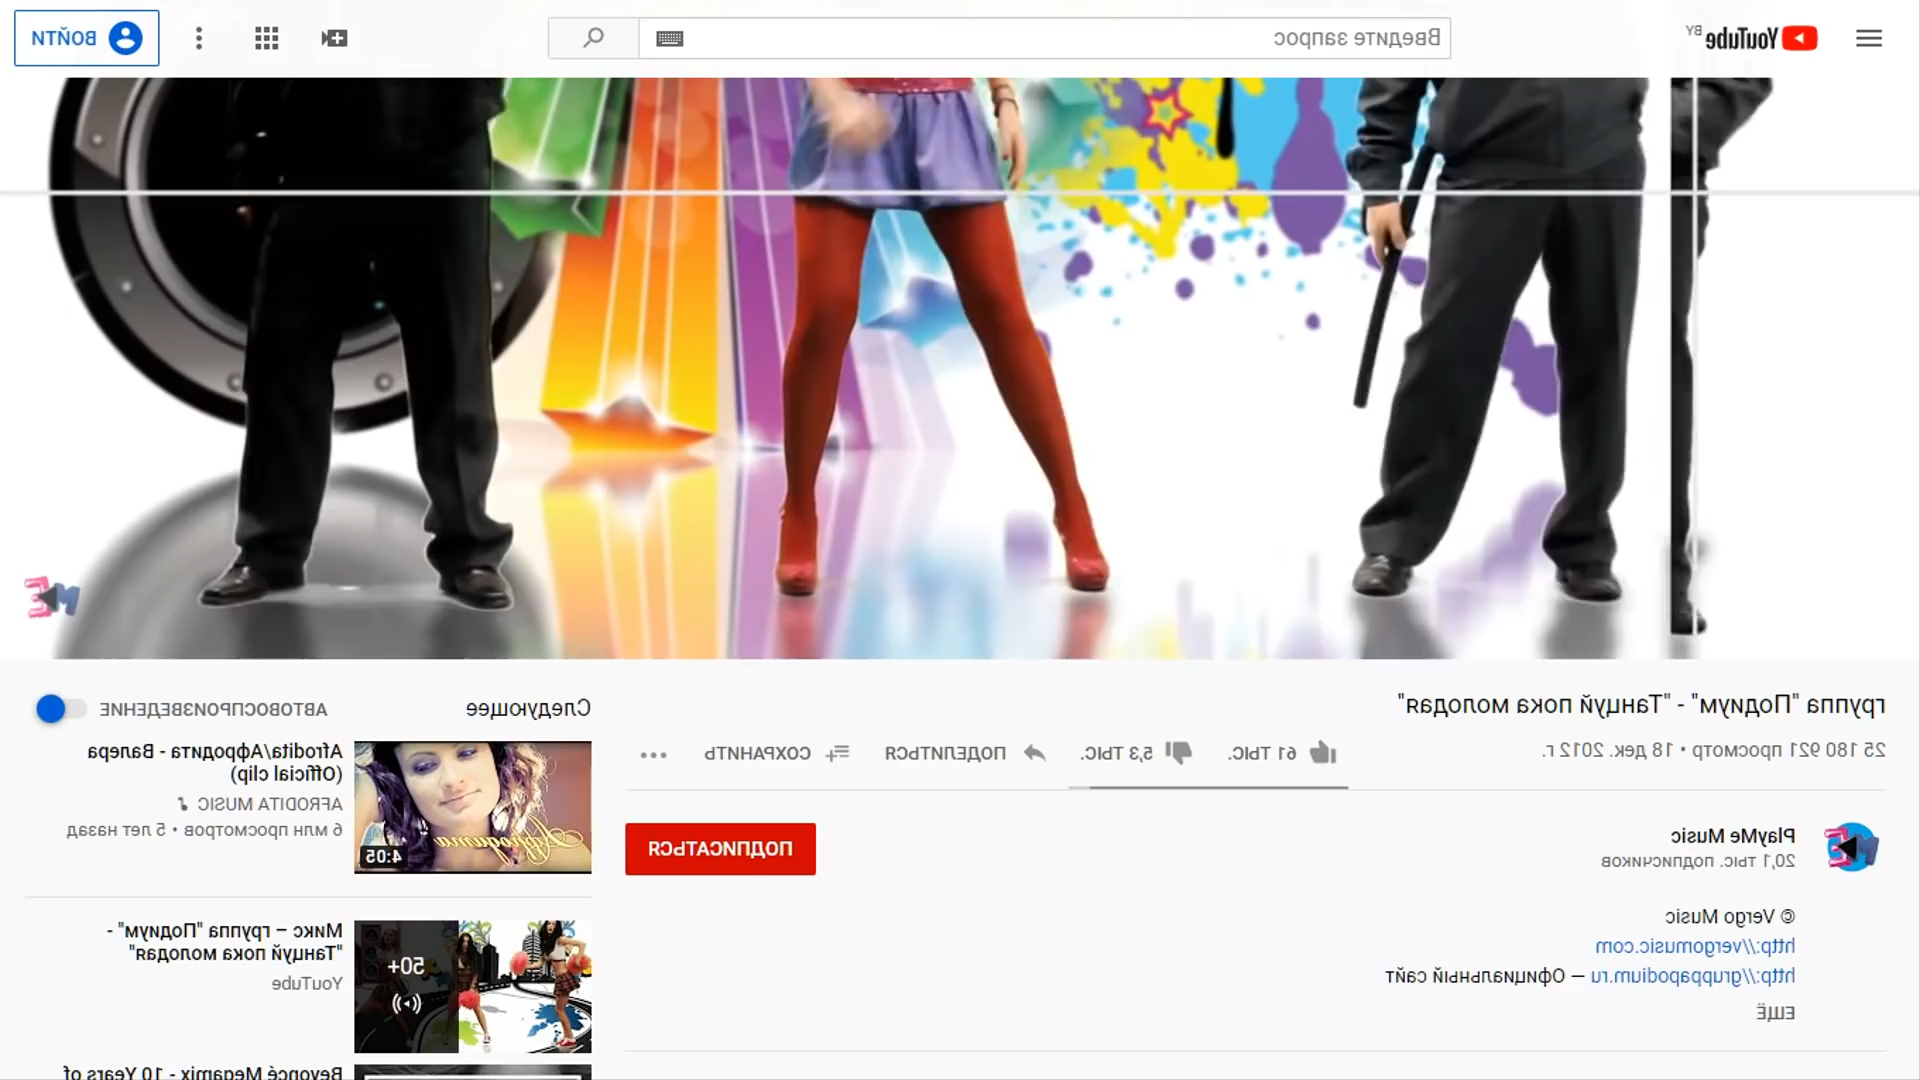 YouTube BY
Введите запрос
ВОЙТИ
ME
группа "Подиум" - "Танцуй пока молодая"
25 180 921 просмотр • 18 дек. 2012 г.
61 ТЫС.
5,3 ТЫС.
ПОДЕЛИТЬСЯ
СОХРАНИТЬ
PlayMe Music
20,1 тыс. подписчиков
ПОДПИСАТЬСЯ
© Vergo Music
http://vergomusic.com
http://gruppapodium.ru – Официальный сайт
ЕЩЁ
Следующее
АВТОВОСПРОИЗВЕДЕНИЕ
Афродита
4:05
Afrodita/Афродита - Валера
(Official clip)
AFRODITA MUSIC
6 млн просмотров • 5 лет назад
50+
Микс – группа "Подиум" -
"Танцуй пока молодая"
YouTube
Beyoncé Megamix - 10 Years of